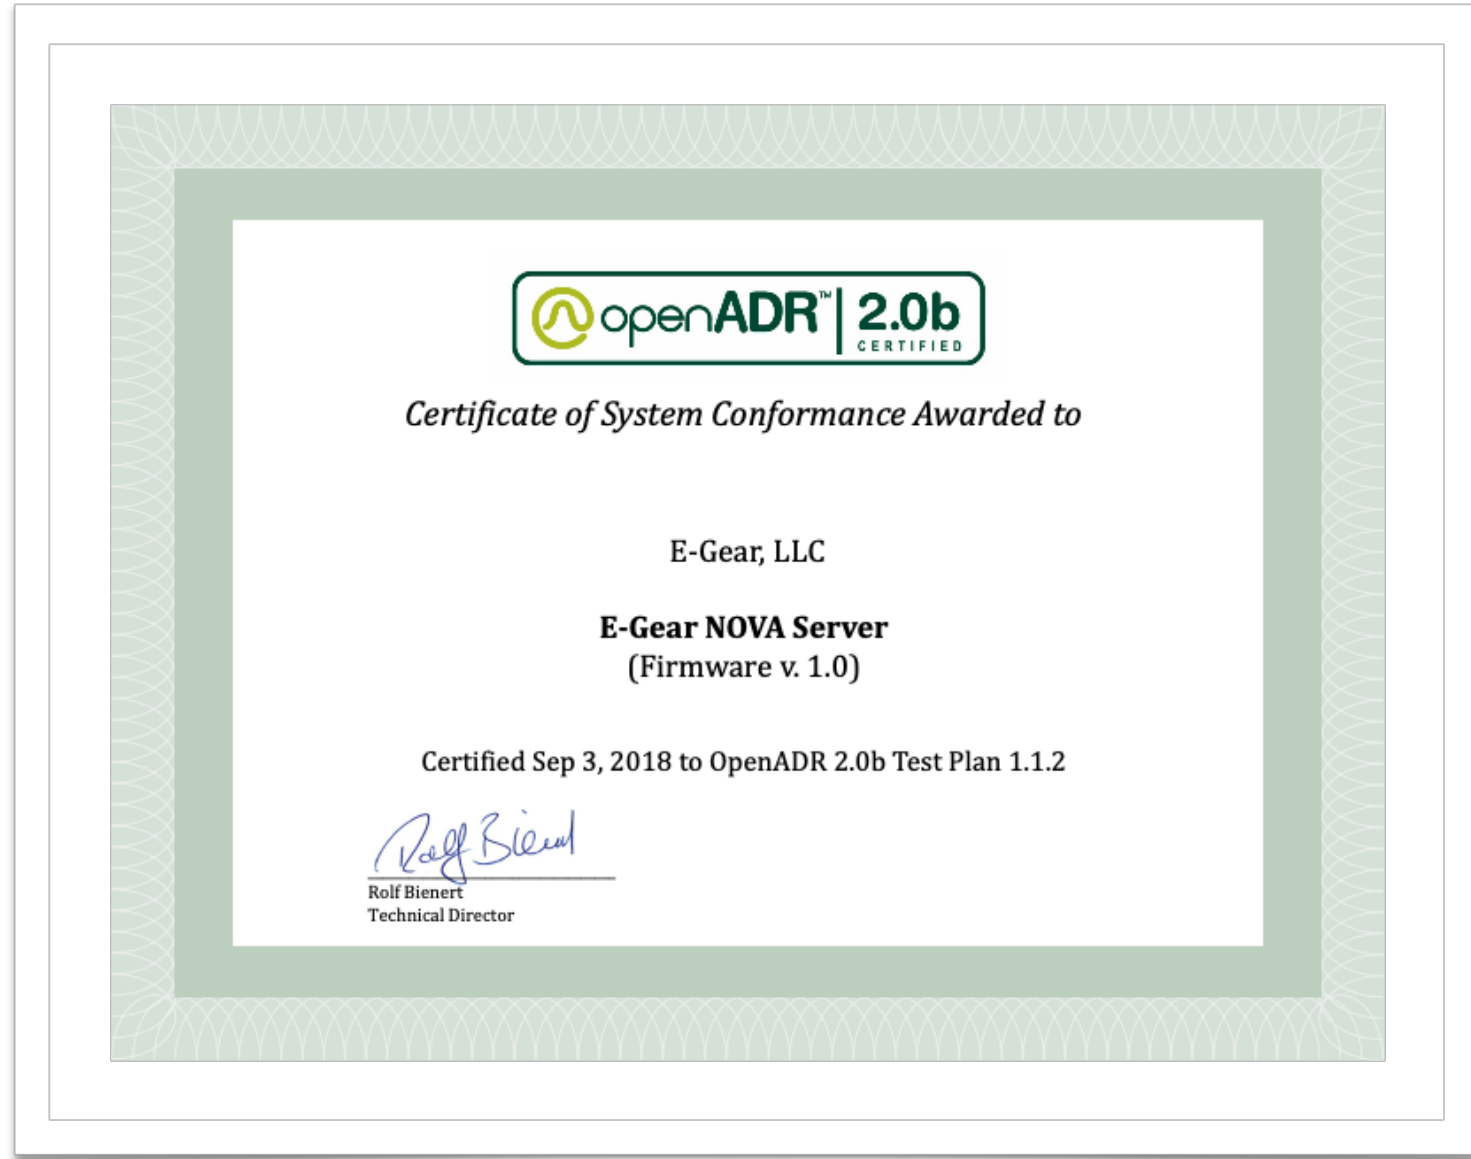 openADR™ 2.0b
CERTIFIED
Certificate of System Conformance Awarded to
E-Gear, LLC
E-Gear NOVA Server
(Firmware v. 1.0)
Certified Sep 3, 2018 to OpenADR 2.0b Test Plan 1.1.2
Rolf Bienert
Rolf Bienert
Technical Director